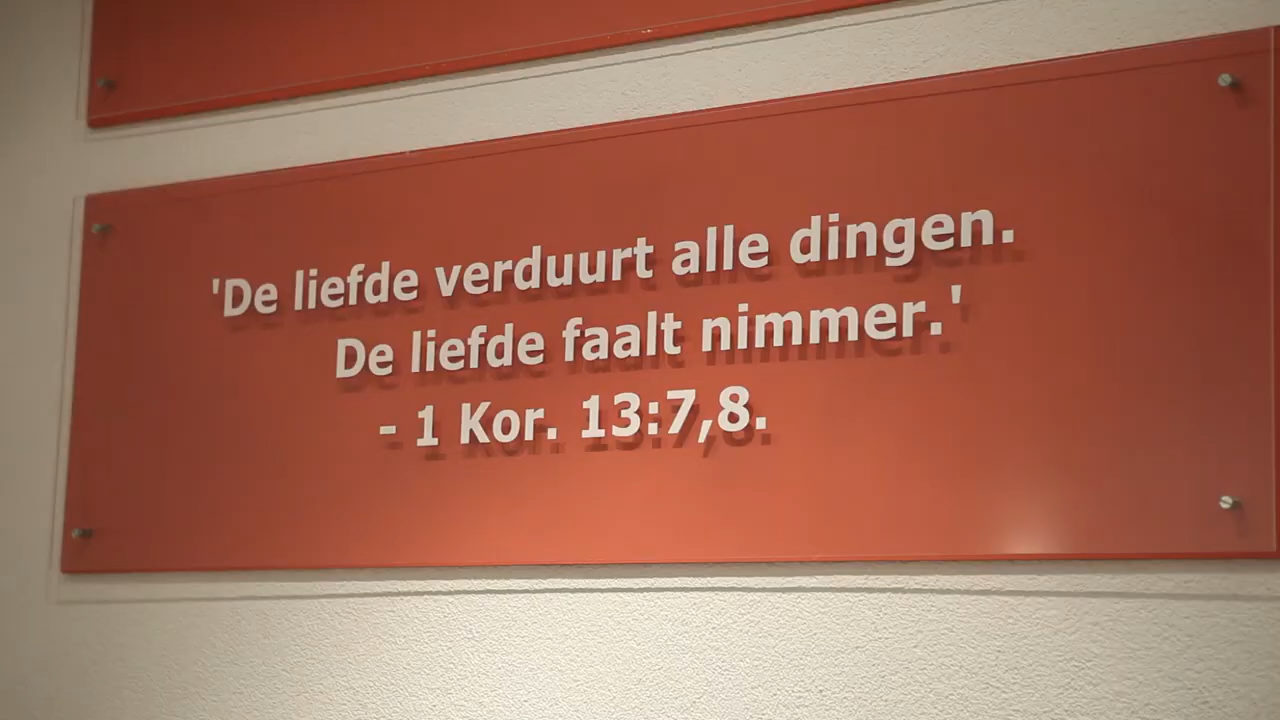 'De liefde verduurt alle dingen.
De liefde faalt nimmer.'
- 1 Kor. 13:7,8.